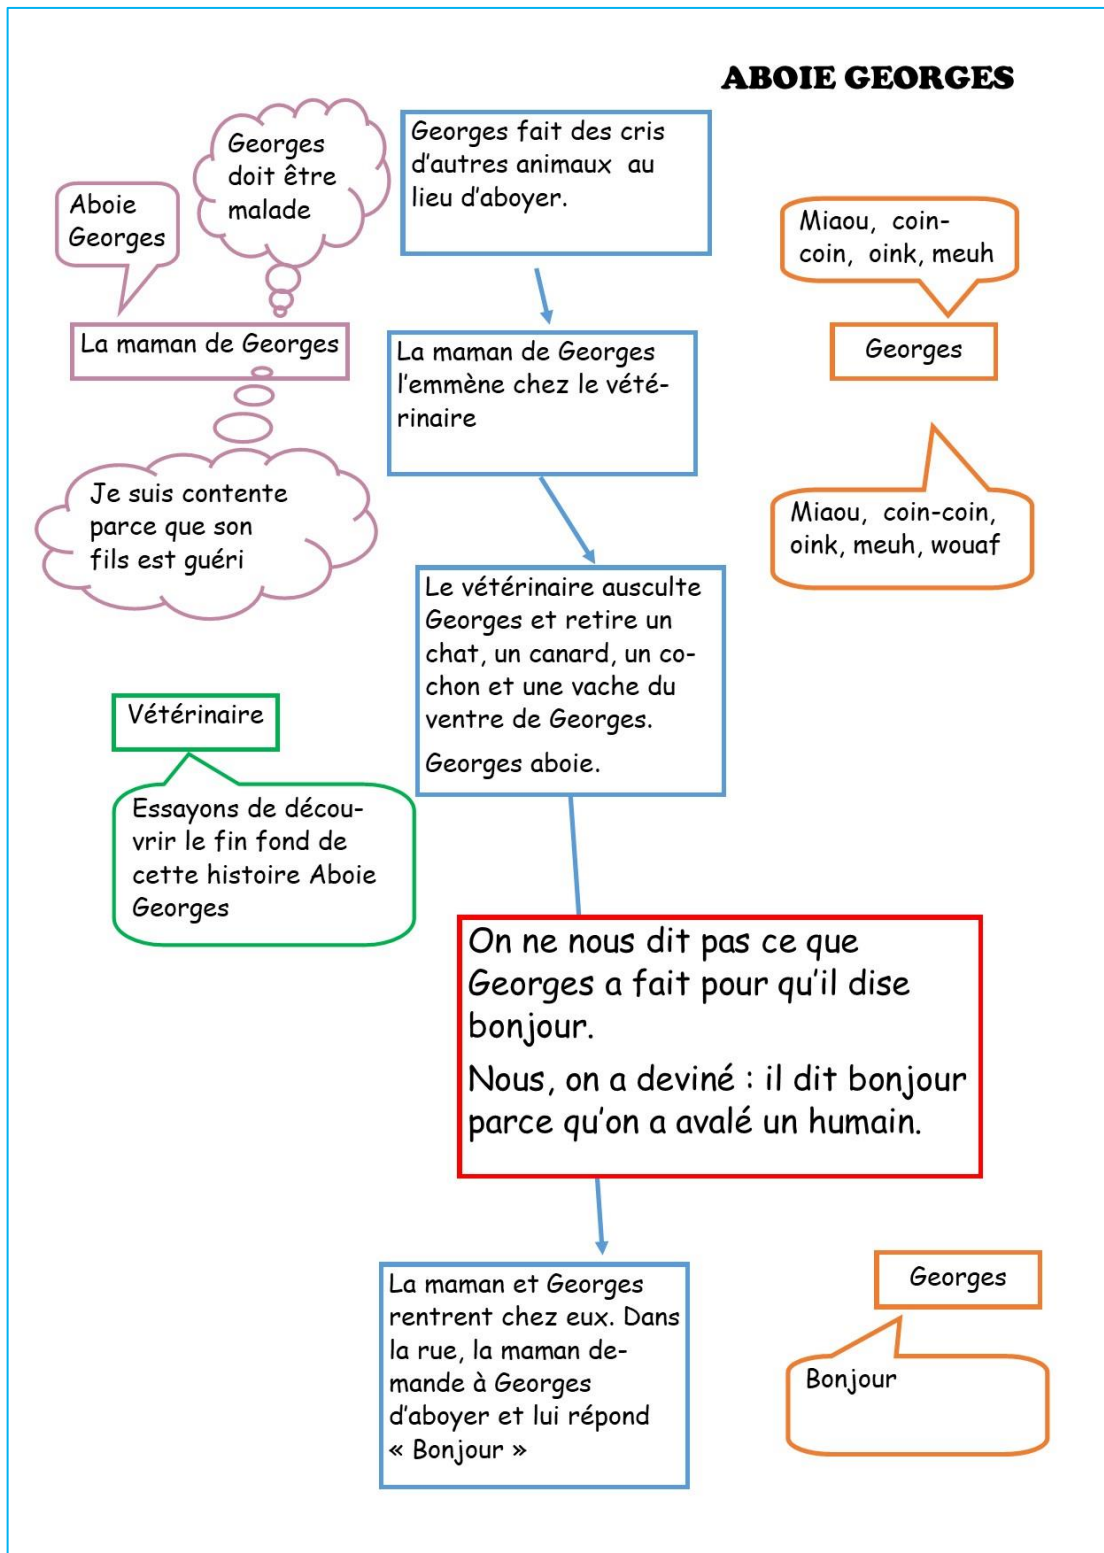 ABOIE GEORGES
Georges
doit être
malade
Georges fait des cris
d'autres animaux au
lieu d'aboyer.
Aboie
Georges
Miaou, coin-
coin, oink, meuh
La maman de Georges
La maman de Georges
l'emmène chez le vété-
rinaire
Georges
Je suis contente
parce que son
fils est guéri
Miaou, coin-coin,
oink, meuh, wouaf
Le vétérinaire ausculte
Georges et retire un
chat, un canard, un co-
chon et une vache du
ventre de Georges.
Georges aboie.
Vétérinaire
Essayons de décou-
vrir le fin fond de
cette histoire Aboie
Georges
On ne nous dit pas ce que
Georges a fait pour qu'il dise
bonjour.
Nous, on a deviné : il dit bonjour
parce qu'on a avalé un humain.
La maman et Georges
rentrent chez eux. Dans
la rue, la maman de-
mande à Georges
d'aboyer et lui répond
« Bonjour »
Georges
Bonjour